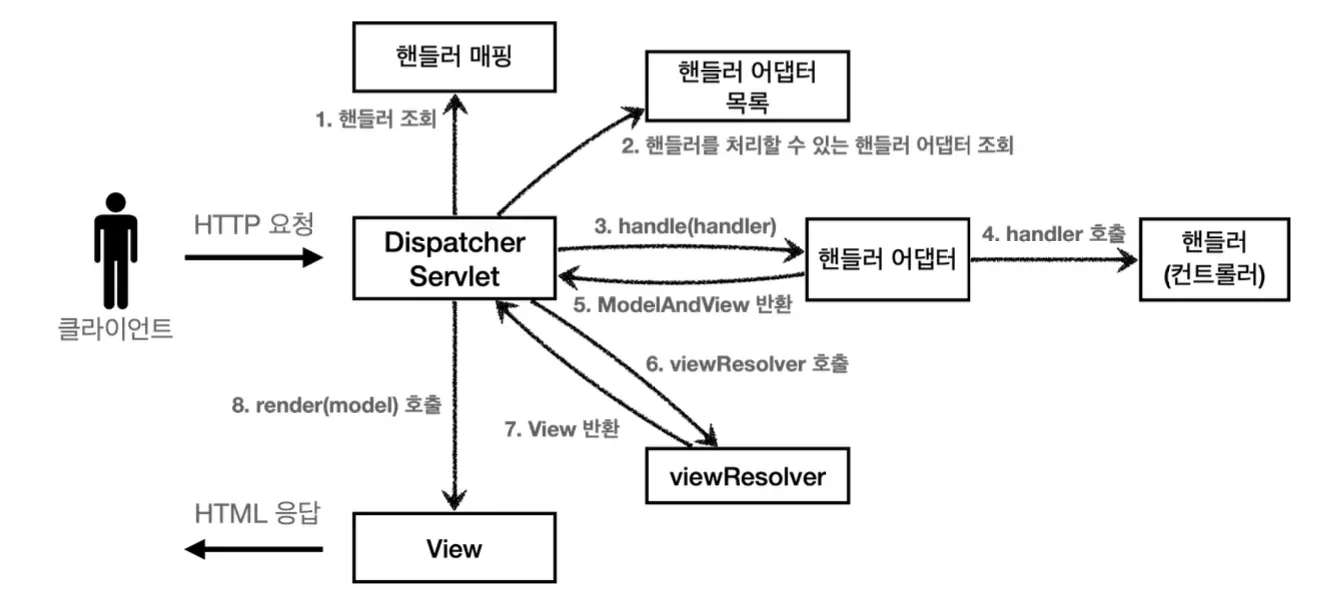 핸들러 매핑
핸들러 어댑터
목록
1. 핸들러 조회
2. 핸들러를 처리할 수 있는 핸들러 어댑터 조회
HTTP 요청
Dispatcher
Servlet
3. handle(handler)
핸들러 어댑터
4. handler 호출
핸들러
(컨트롤러)
5. ModelAndView 반환
클라이언트
6. viewResolver 호출
8. render(model) 호출
7. View 반환
viewResolver
HTML 응답
View